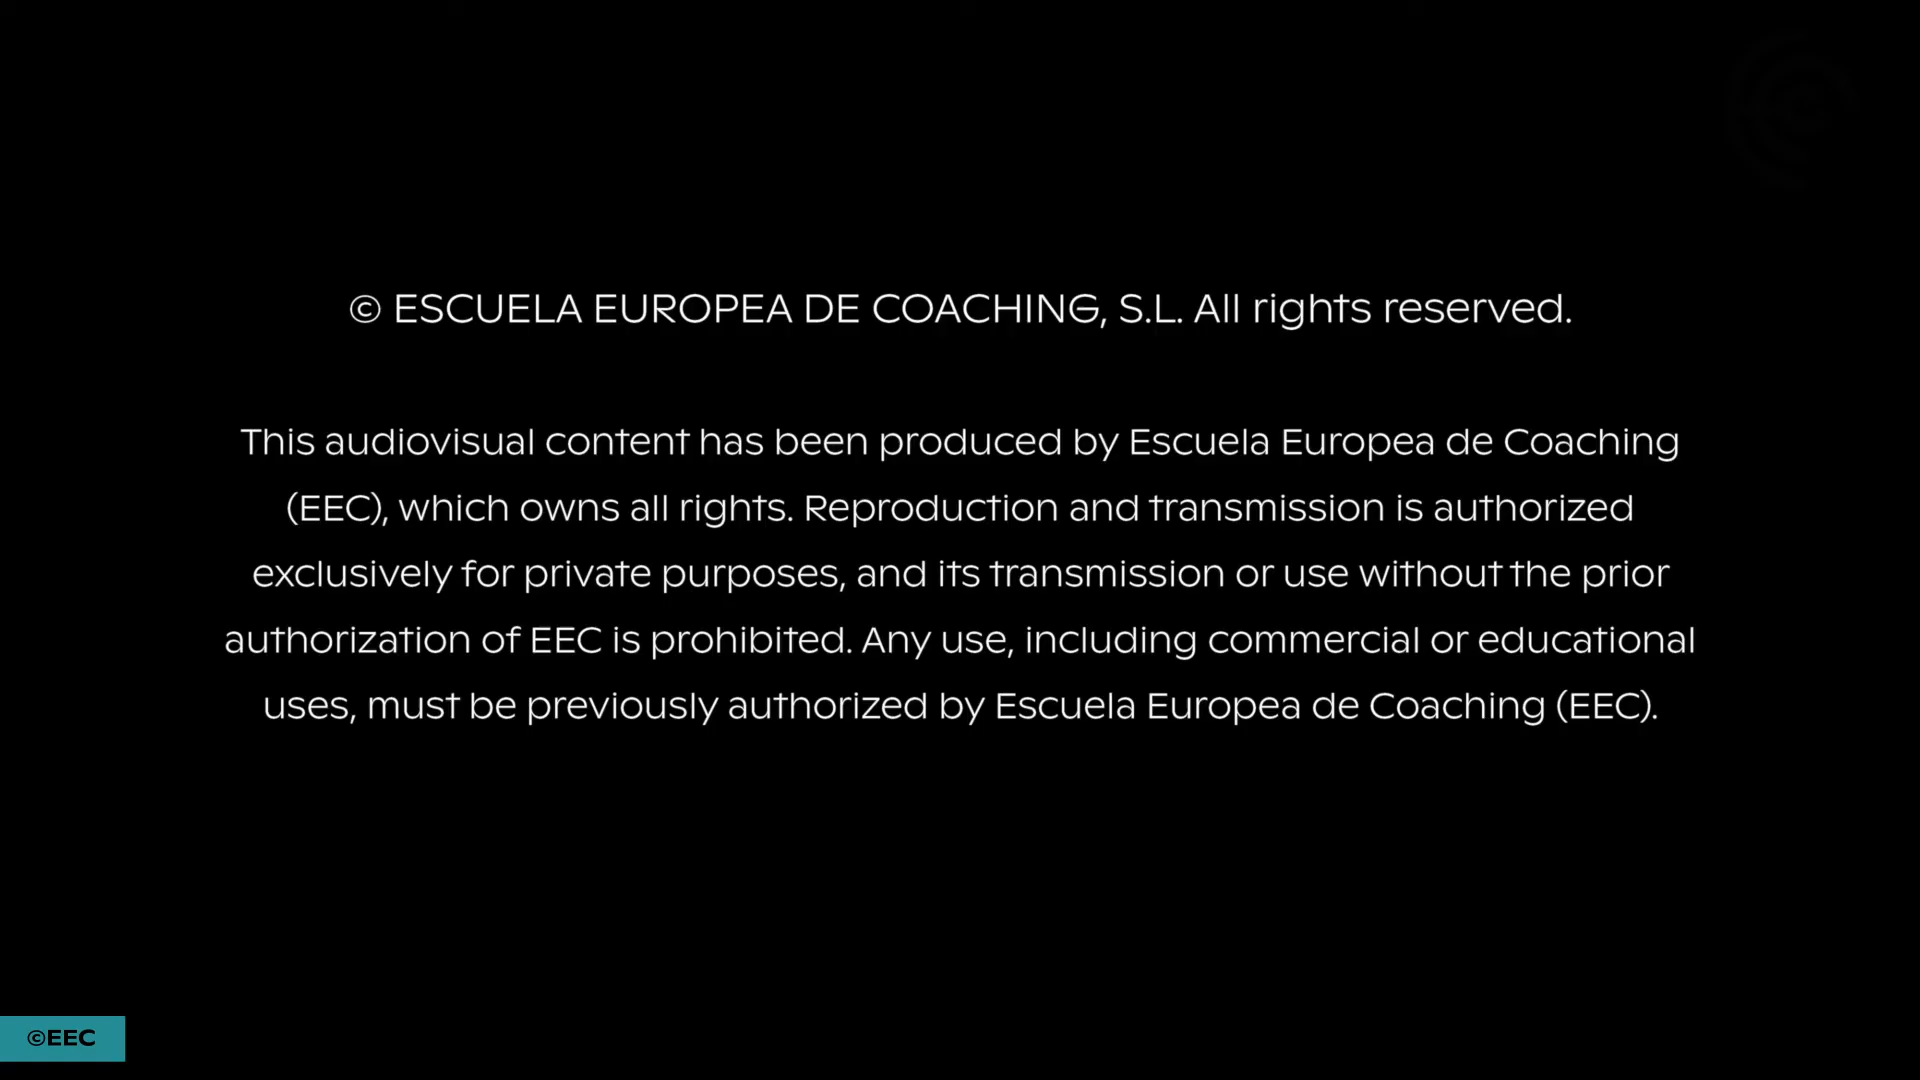 © ESCUELA EUROPEA DE COACHING, S.L. All rights reserved.
This audiovisual content has been produced by Escuela Europea de Coaching
(EEC), which owns all rights. Reproduction and transmission is authorized
exclusively for private purposes, and its transmission or use without the prior
authorization of EEC is prohibited. Any use, including commercial or educational
uses, must be previously authorized by Escuela Europea de Coaching (EEC).
©EEC